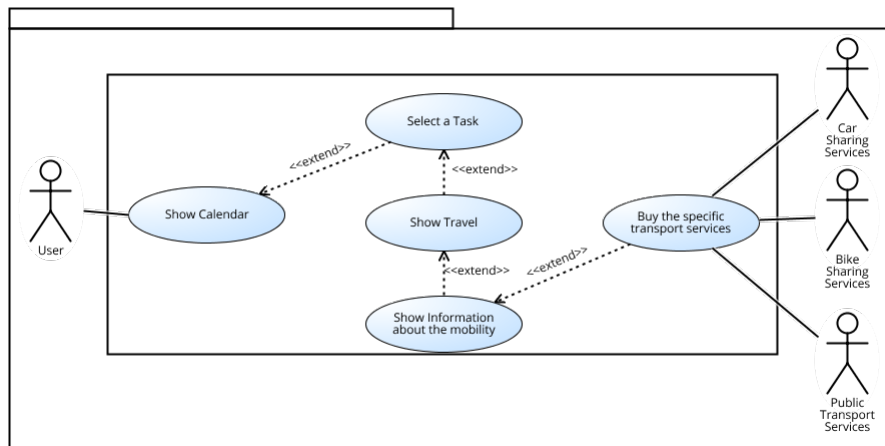 Car
Sharing
Services
Select a Task
<<extend>>
<<extend>>
User
Show Calendar
Show Travel
Buy the specific
transport services
Bike
Sharing
Services
<<extend>>
<<extend>>
Show Information
about the mobility
Public
Transport
Services